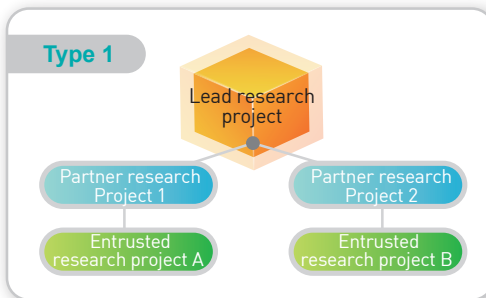 Type 1
Lead research
project
Partner research
Project 1
Partner research
Project 2
Entrusted
research project A
Entrusted
research project B